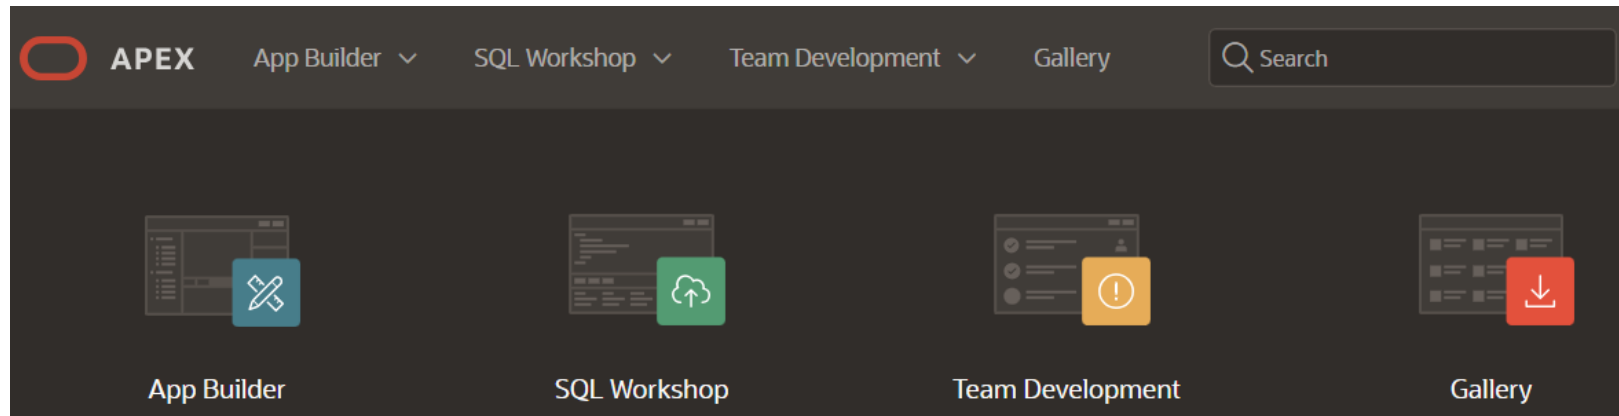 APEX App Builder SQL Workshop Team Development Gallery Search
App Builder SQL Workshop Team Development Gallery